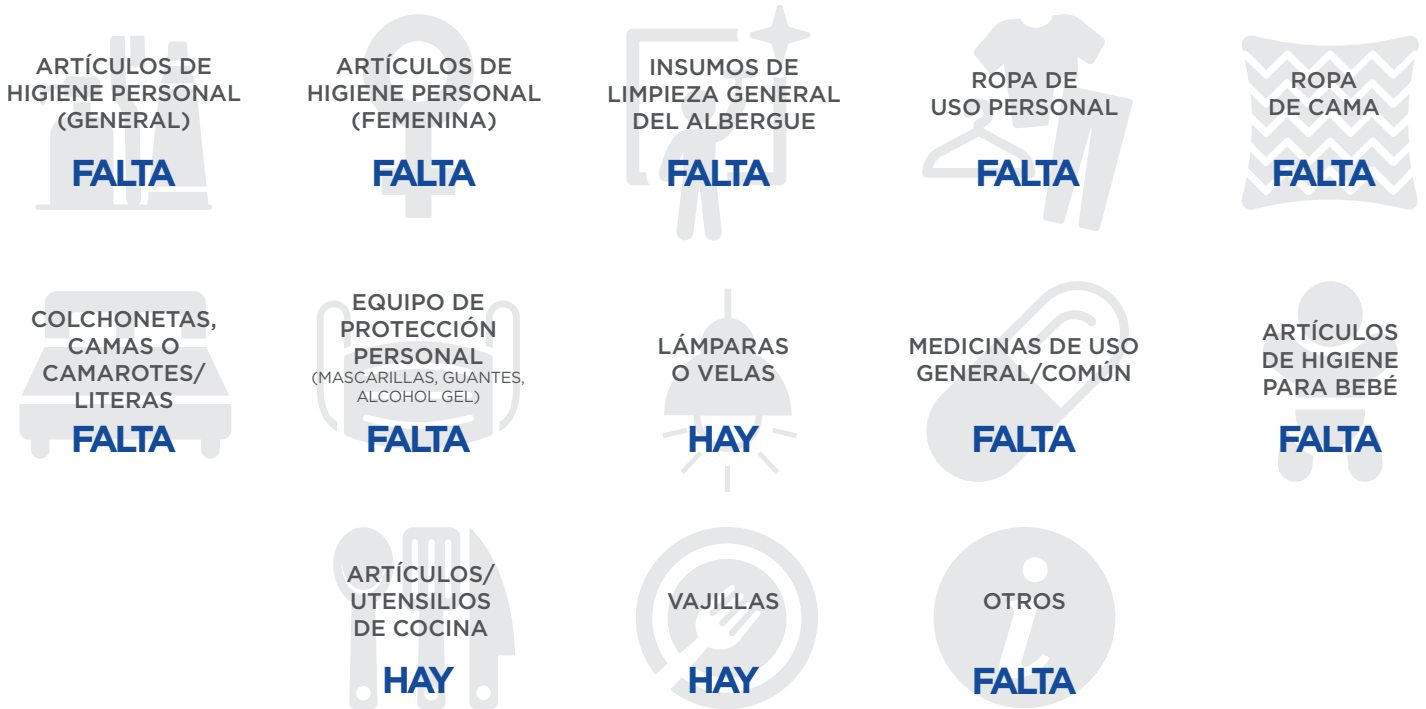 ARTÍCULOS DE
HIGIENE PERSONAL
(GENERAL)
FALTA
ARTÍCULOS DE
HIGIENE PERSONAL
(FEMENINA)
FALTA
INSUMOS DE
LIMPIEZA GENERAL
DEL ALBERGUE
FALTA
ROPA DE
USO PERSONAL
FALTA
ROPA
DE CAMA
FALTA
COLCHONETAS,
CAMAS O
CAMAROTES/
LITERAS
FALTA
EQUIPO DE
PROTECCIÓN
PERSONAL
(MASCARILLAS, GUANTES,
ALCOHOL GEL)
FALTA
LÁMPARAS
O VELAS
HAY
MEDICINAS DE USO
GENERAL/COMÚN
FALTA
ARTÍCULOS
DE HIGIENE
PARA BEBÉ
FALTA
ARTÍCULOS/
UTENSILIOS
DE COCINA
HAY
VAJILLAS
HAY
OTROS
FALTA